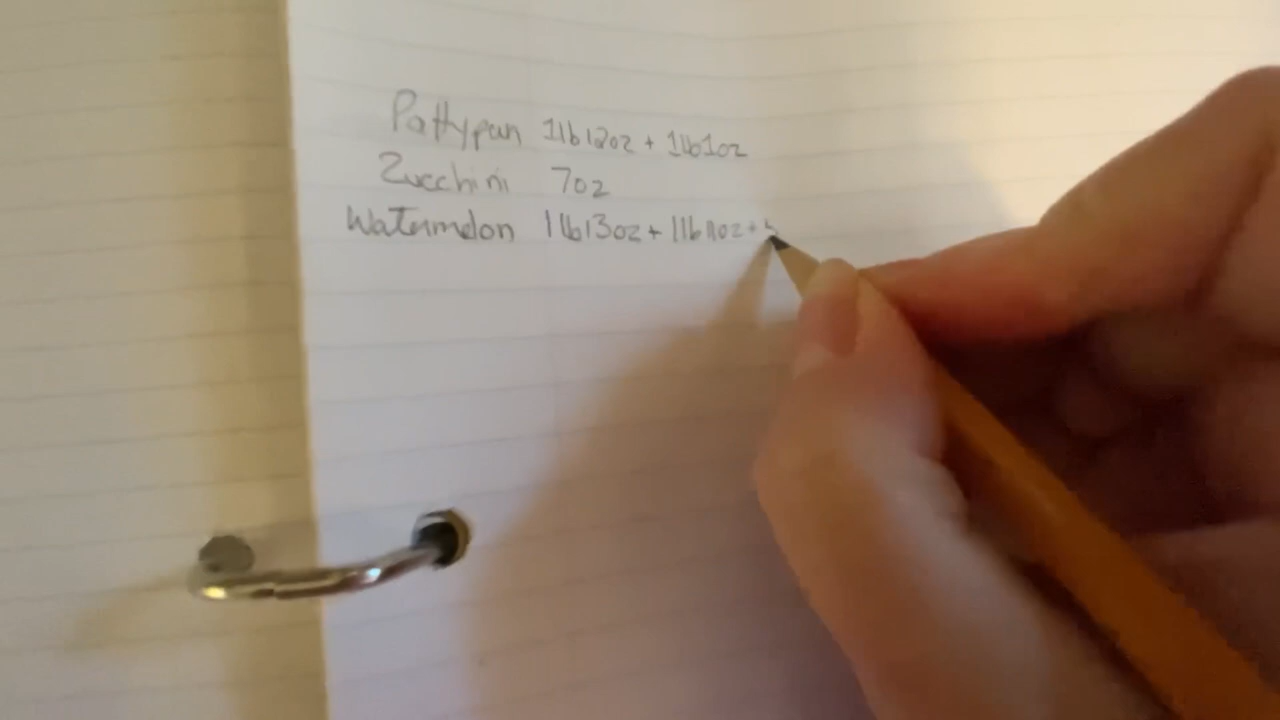 Pattypan 1lb12oz + 1lb1oz
Zucchini 7oz
Watermelon 1lb13oz + 1lb11oz +